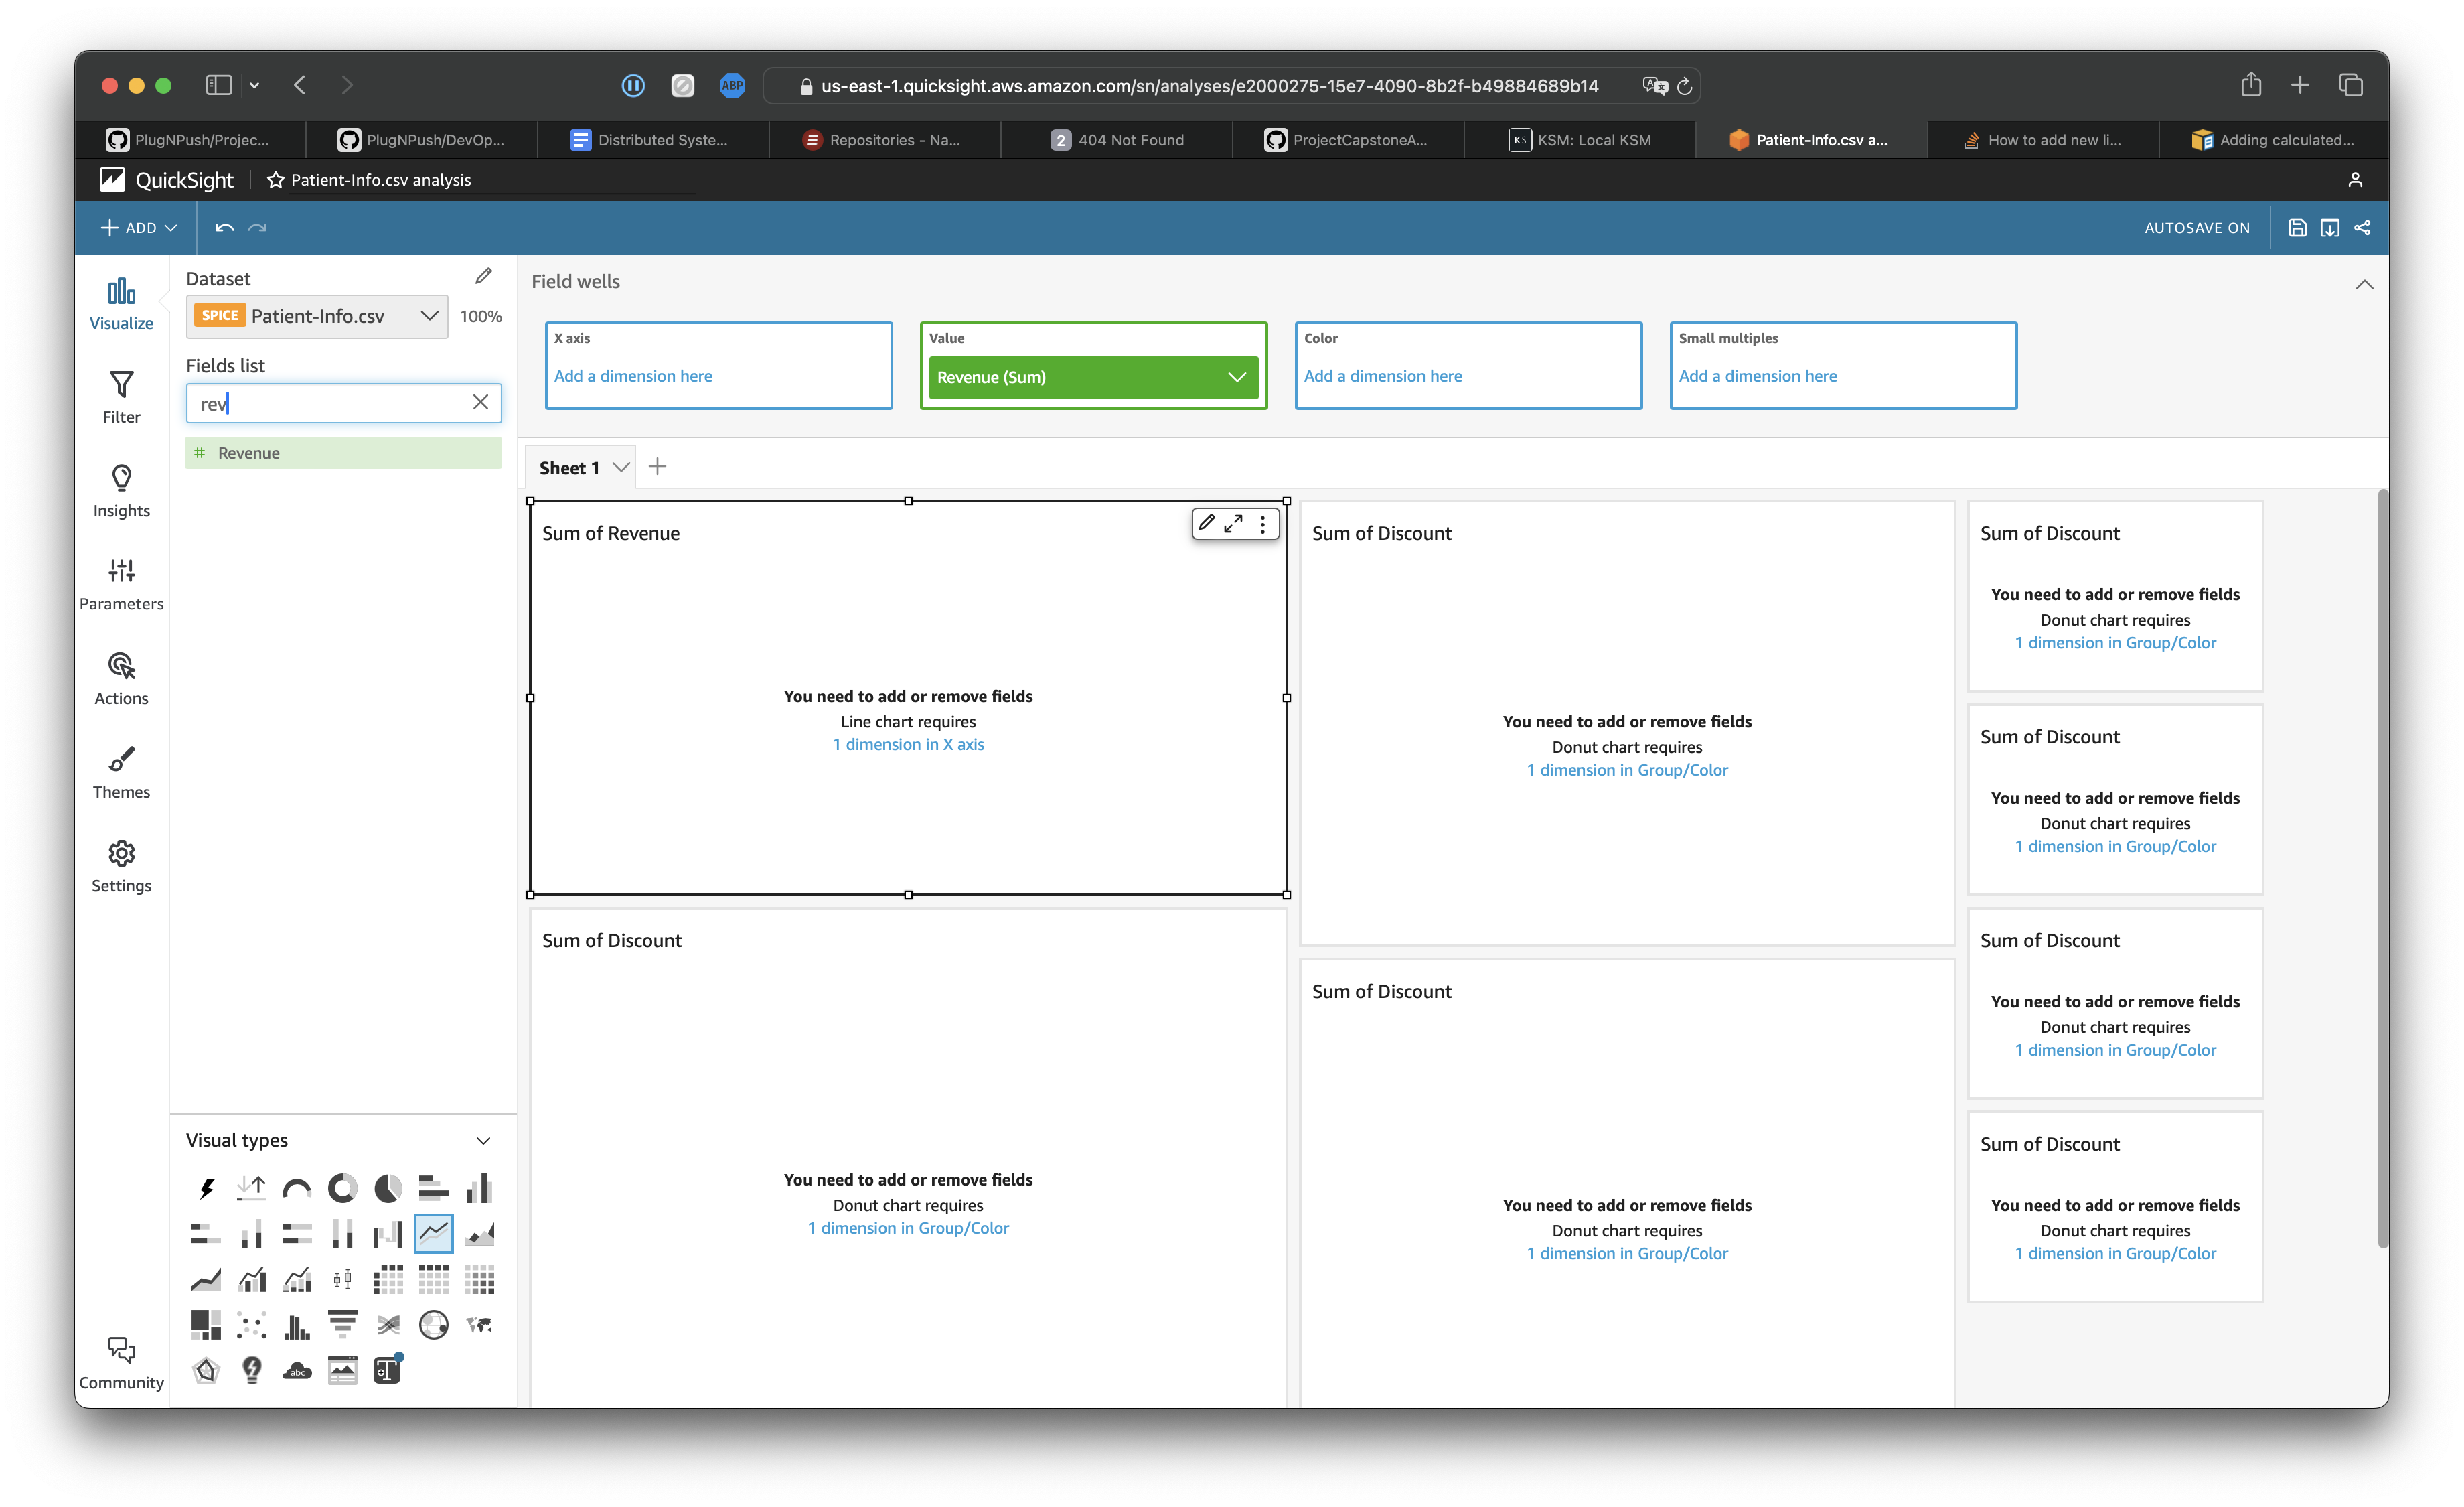 ABP
us-east-1.quicksight.aws.amazon.com/sn/analyses/e2000275-15e7-4090-8b2f-b49884689b14
PlugNPush/Projec...
PlugNPush/DevOp...
Distributed Syste...
Repositories - Na...
2 404 Not Found
ProjectCapstoneA...
KS KSM: Local KSM
Patient-Info.csv a...
How to add new li...
Adding calculated...
QuickSight
Patient-Info.csv analysis
ADD
AUTOSAVE ON
Visualize
Filter
Insights
Parameters
Actions
Themes
Settings
Community
Dataset
SPICE Patient-Info.csv
100%
Fields list
rev
# Revenue
Visual types
abc
Field wells
X axis
Add a dimension here
Value
Revenue (Sum)
Color
Add a dimension here
Small multiples
Add a dimension here
Sheet 1
Sum of Revenue
You need to add or remove fields
Line chart requires
1 dimension in X axis
Sum of Discount
You need to add or remove fields
Donut chart requires
1 dimension in Group/Color
Sum of Discount
You need to add or remove fields
Donut chart requires
1 dimension in Group/Color
Sum of Discount
You need to add or remove fields
Donut chart requires
1 dimension in Group/Color
Sum of Discount
You need to add or remove fields
Donut chart requires
1 dimension in Group/Color
Sum of Discount
You need to add or remove fields
Donut chart requires
1 dimension in Group/Color
Sum of Discount
You need to add or remove fields
Donut chart requires
1 dimension in Group/Color
Sum of Discount
You need to add or remove fields
Donut chart requires
1 dimension in Group/Color